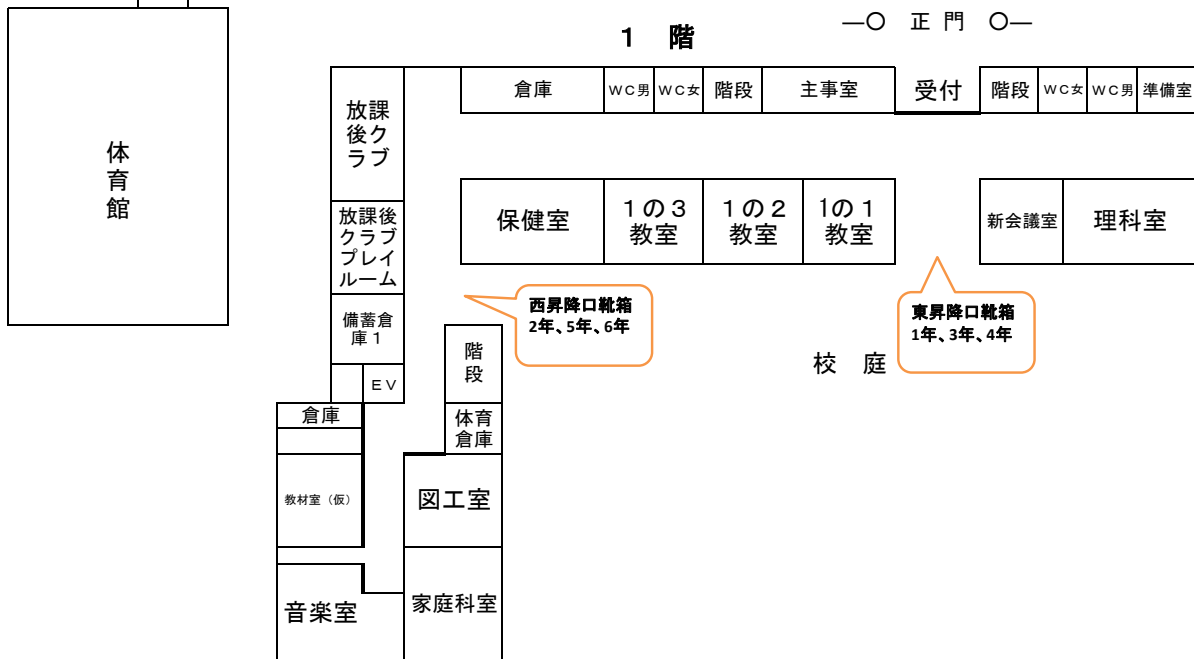 ―○ 正 門 ○―
１ 階
体
育
館
放課
後ク
ラブ
倉庫
ＷＣ男
ＷＣ女
階段
主事室
受付
階段
ＷＣ女
ＷＣ男
準備室
放課後
クラブ
プレイ
ルーム
保健室
１の３
教室
１の２
教室
1の１
教室
新会議室
理科室
備蓄倉
庫１
西昇降口靴箱
2年、5年、6年
東昇降口靴箱
1年、3年、4年
校 庭
階
段
ＥＶ
倉庫
体育
倉庫
教材室（仮）
図工室
音楽室
家庭科室